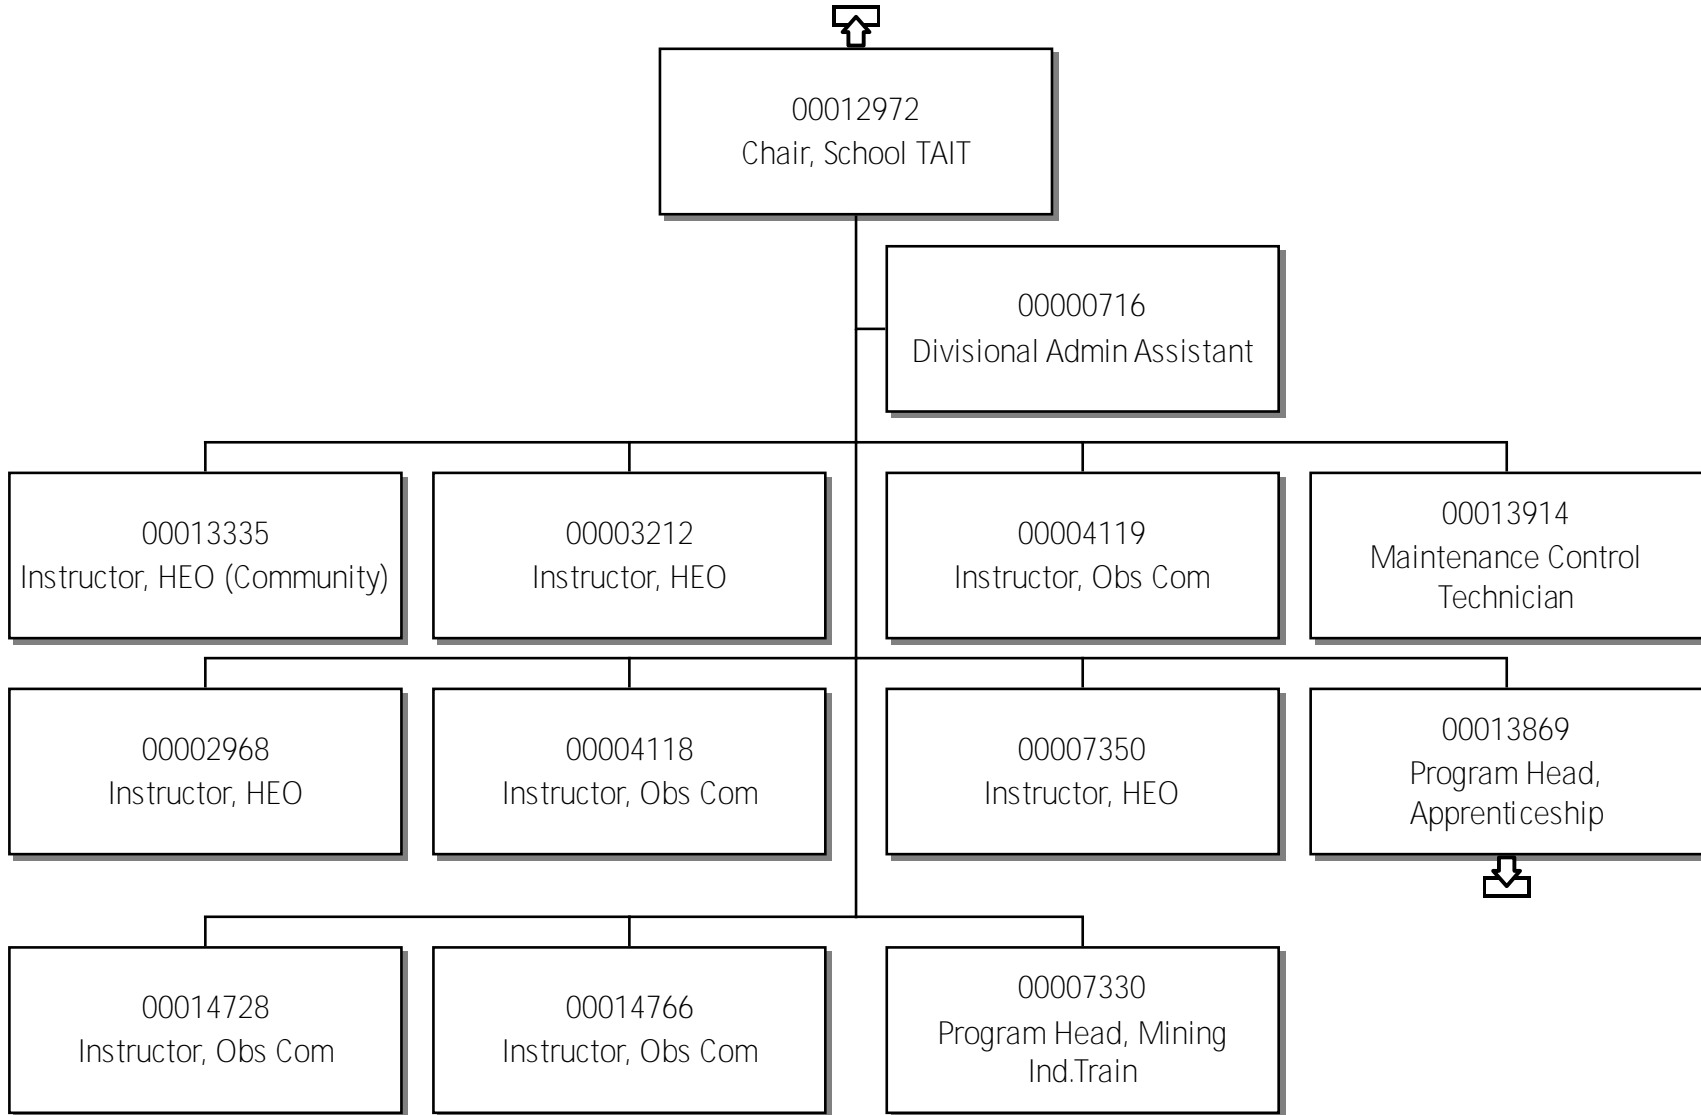 00012972
Chair, School TAIT
00000716
Divisional Admin Assistant
00013335
Instructor, HEO (Community)
00003212
Instructor, HEO
00004119
Instructor, Obs Com
00013914
Maintenance Control
Technician
00002968
Instructor, HEO
00004118
Instructor, Obs Com
00007350
Instructor, HEO
00013869
Program Head,
Apprenticeship
00014728
Instructor, Obs Com
00014766
Instructor, Obs Com
00007330
Program Head, Mining
Ind.Train